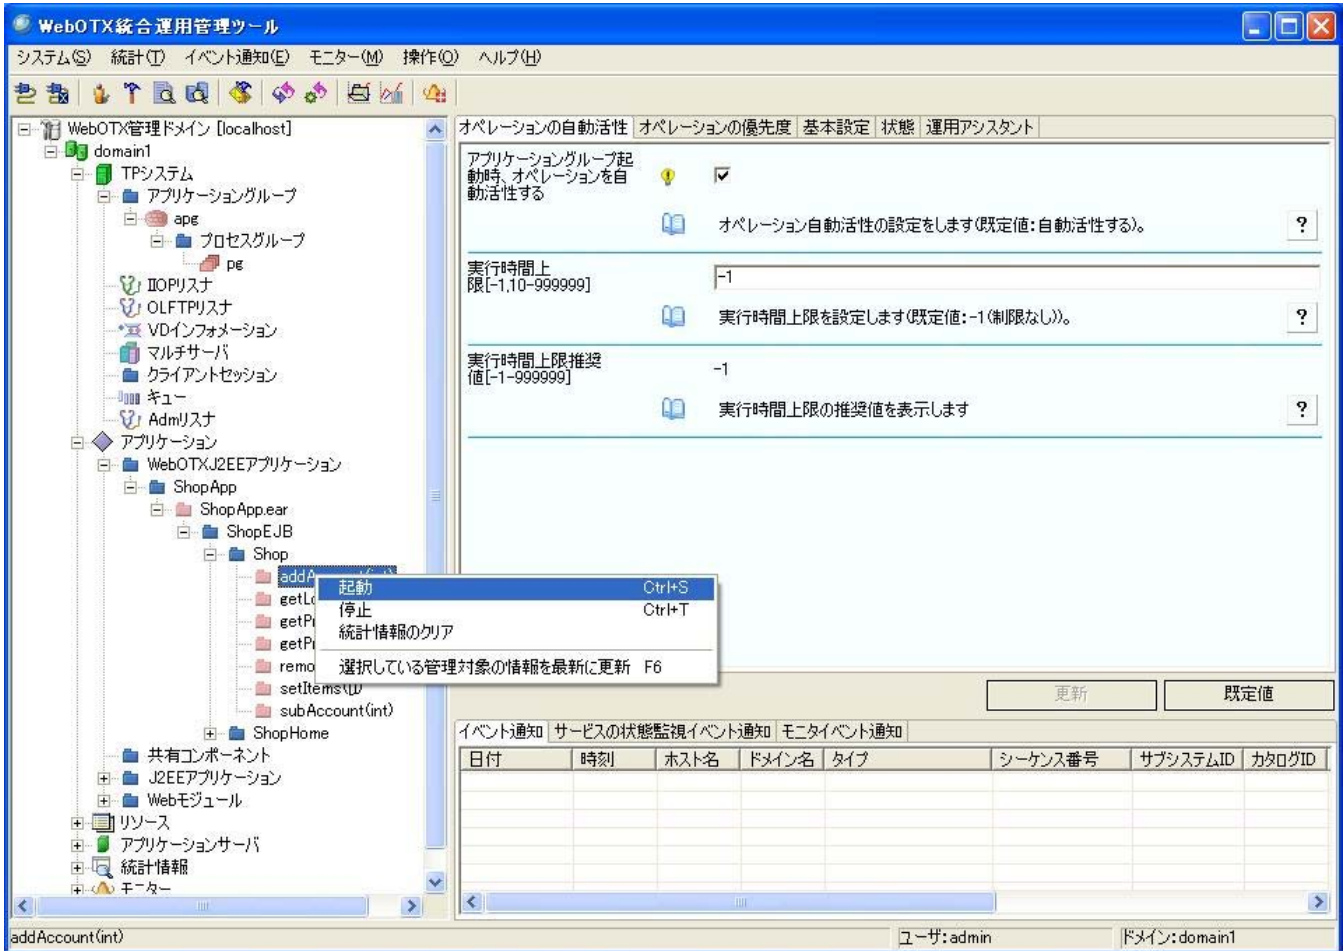 WebOTX統合運用管理ツール
システム(S) 統計(T) イベント通知(E) モニター(M) 操作(O) ヘルプ(H)
WebOTX管理ドメイン [localhost]
domain1
TPシステム
アプリケーショングループ
apg
プロセスグループ
pg
IIOPリスナ
OLFTPリスナ
VDインフォメーション
マルチサーバ
クライアントセッション
キュー
Admリスナ
アプリケーション
WebOTXJ2EEアプリケーション
ShopApp
ShopApp.ear
ShopEJB
Shop
subAccount(int)
ShopHome
共有コンポーネント
J2EEアプリケーション
Webモジュール
リソース
アプリケーションサーバ
統計情報
モニター
起動 Ctrl+S
停止 Ctrl+T
統計情報のクリア
選択している管理対象の情報を最新に更新 F6
オペレーションの自動活性 オペレーションの優先度 基本設定 状態 運用アシスタント
アプリケーショングループ起
動時、オペレーションを自
動活性する
オペレーション自動活性の設定をします(既定値:自動活性する)。 ?
実行時間上
限[-1,10-999999]
-1
実行時間上限を設定します(既定値:-1(制限なし))。 ?
実行時間上限推奨
値[-1-999999]
-1
実行時間上限の推奨値を表示します ?
更新 既定値
イベント通知 サービスの状態監視イベント通知 モニタイベント通知
日付 時刻 ホスト名 ドメイン名 タイプ シーケンス番号 サブシステムID カタログID
addAccount(int) ユーザ:admin ドメイン:domain1